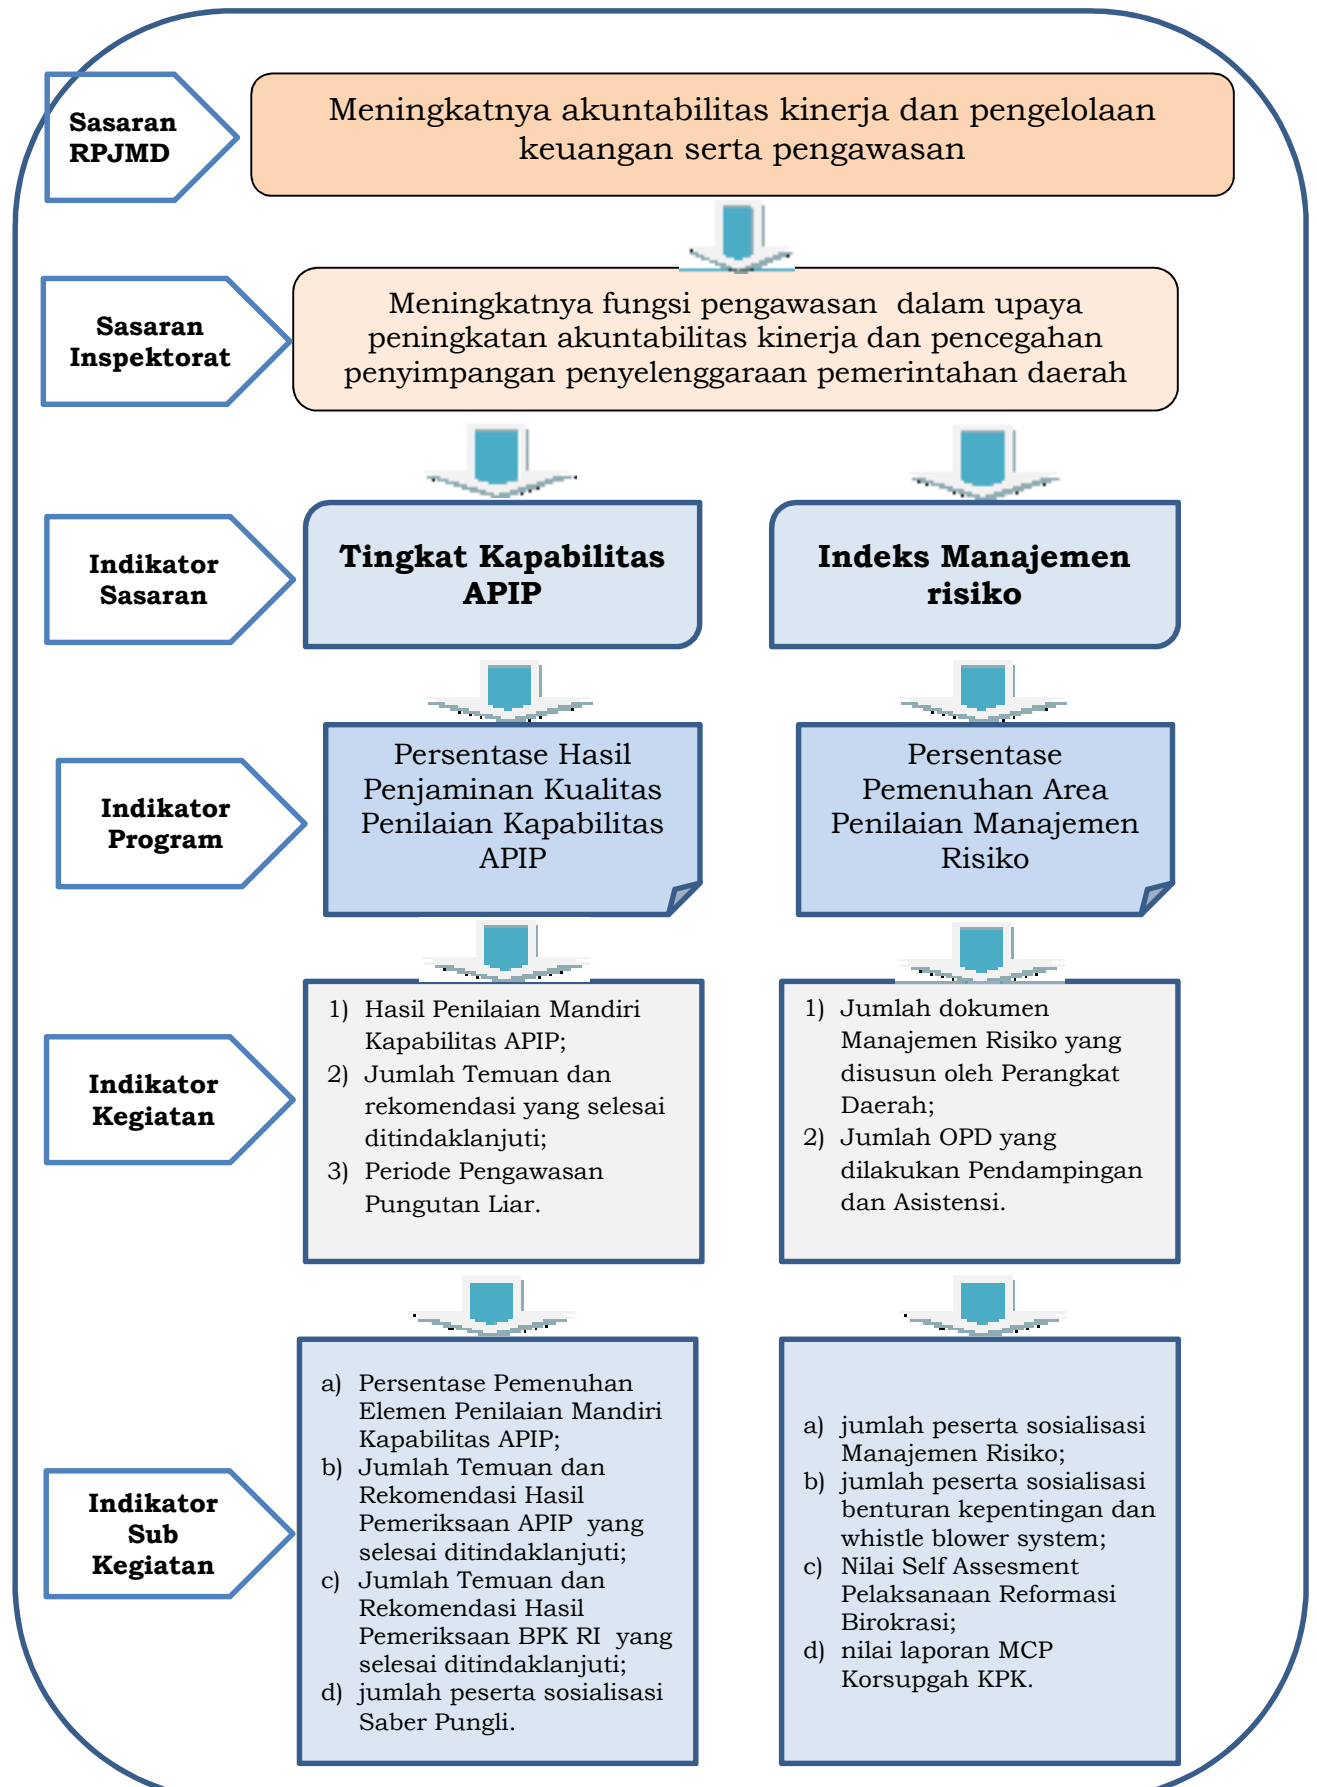 Sasaran
RPJMD
Meningkatnya akuntabilitas kinerja dan pengelolaan
keuangan serta pengawasan
Sasaran
Inspektorat
Meningkatnya fungsi pengawasan  dalam upaya
peningkatan akuntabilitas kinerja dan pencegahan
penyimpangan penyelenggaraan pemerintahan daerah
Indikator
Sasaran
Tingkat Kapabilitas
APIP
Indeks Manajemen
risiko
Indikator
Program
Persentase Hasil
Penjaminan Kualitas
Penilaian Kapabilitas
APIP
Persentase
Pemenuhan Area
Penilaian Manajemen
Risiko
Indikator
Kegiatan
1) Hasil Penilaian Mandiri
Kapabilitas APIP;
2) Jumlah Temuan dan
rekomendasi yang selesai
ditindaklanjuti;
3) Periode Pengawasan
Pungutan Liar.
1) Jumlah dokumen
Manajemen Risiko yang
disusun oleh Perangkat
Daerah;
2) Jumlah OPD yang
dilakukan Pendampingan
dan Asistensi.
Indikator
Sub
Kegiatan
a) Persentase Pemenuhan
Elemen Penilaian Mandiri
Kapabilitas APIP;
b) Jumlah Temuan dan
Rekomendasi Hasil
Pemeriksaan APIP  yang
selesai ditindaklanjuti;
c) Jumlah Temuan dan
Rekomendasi Hasil
Pemeriksaan BPK RI  yang
selesai ditindaklanjuti;
d) jumlah peserta sosialisasi
Saber Pungli.
a) jumlah peserta sosialisasi
Manajemen Risiko;
b) jumlah peserta sosialisasi
benturan kepentingan dan
whistle blower system;
c) Nilai Self Assesment
Pelaksanaan Reformasi
Birokrasi;
d) nilai laporan MCP
Korsupgah KPK.